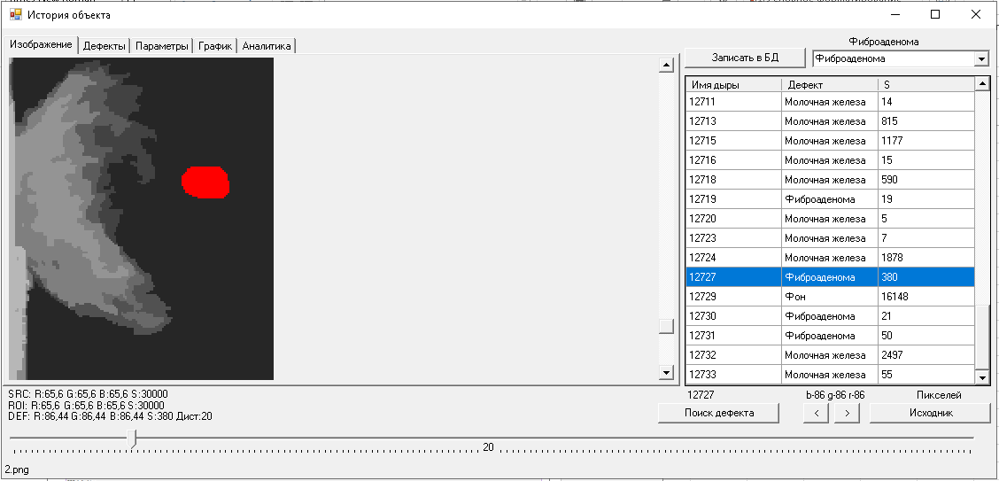 История объекта
Изображение Дефекты Параметры График Аналитика
Фиброаденома
Записать в БД Фиброаденома
Имя дыры Дефект S
12711 Молочная железа 14
12713 Молочная железа 815
12715 Молочная железа 1177
12716 Молочная железа 15
12718 Молочная железа 590
12719 Фиброаденома 19
12720 Молочная железа 5
12723 Молочная железа 7
12724 Молочная железа 1878
12727 Фиброаденома 380
12729 Фон 16148
12730 Фиброаденома 21
12731 Фиброаденома 50
12732 Молочная железа 2497
12733 Молочная железа 55
SRC: R:65,6 G:65,6 B:65,6 S:30000
ROI: R:65,6 G:65,6 B:65,6 S:30000
DEF: R:86,44 G:86,44 B:86,44 S:380 Дист:20
12727 b-86 g-86 r-86 Пикселей
Поиск дефекта < > Исходник
20
2.png